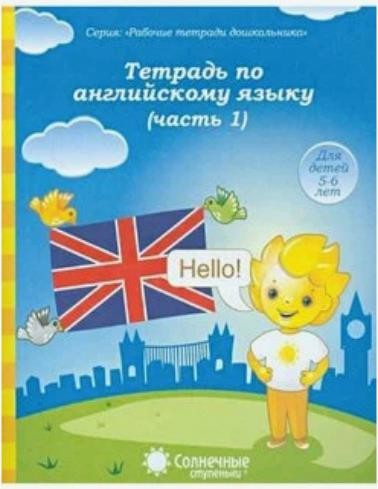 Серия: «Рабочие тетради дошкольника»
Тетрадь по
английскому языку
(часть 1)
Для
детей
5-6
лет
Hello!
Солнечные
ступеньки